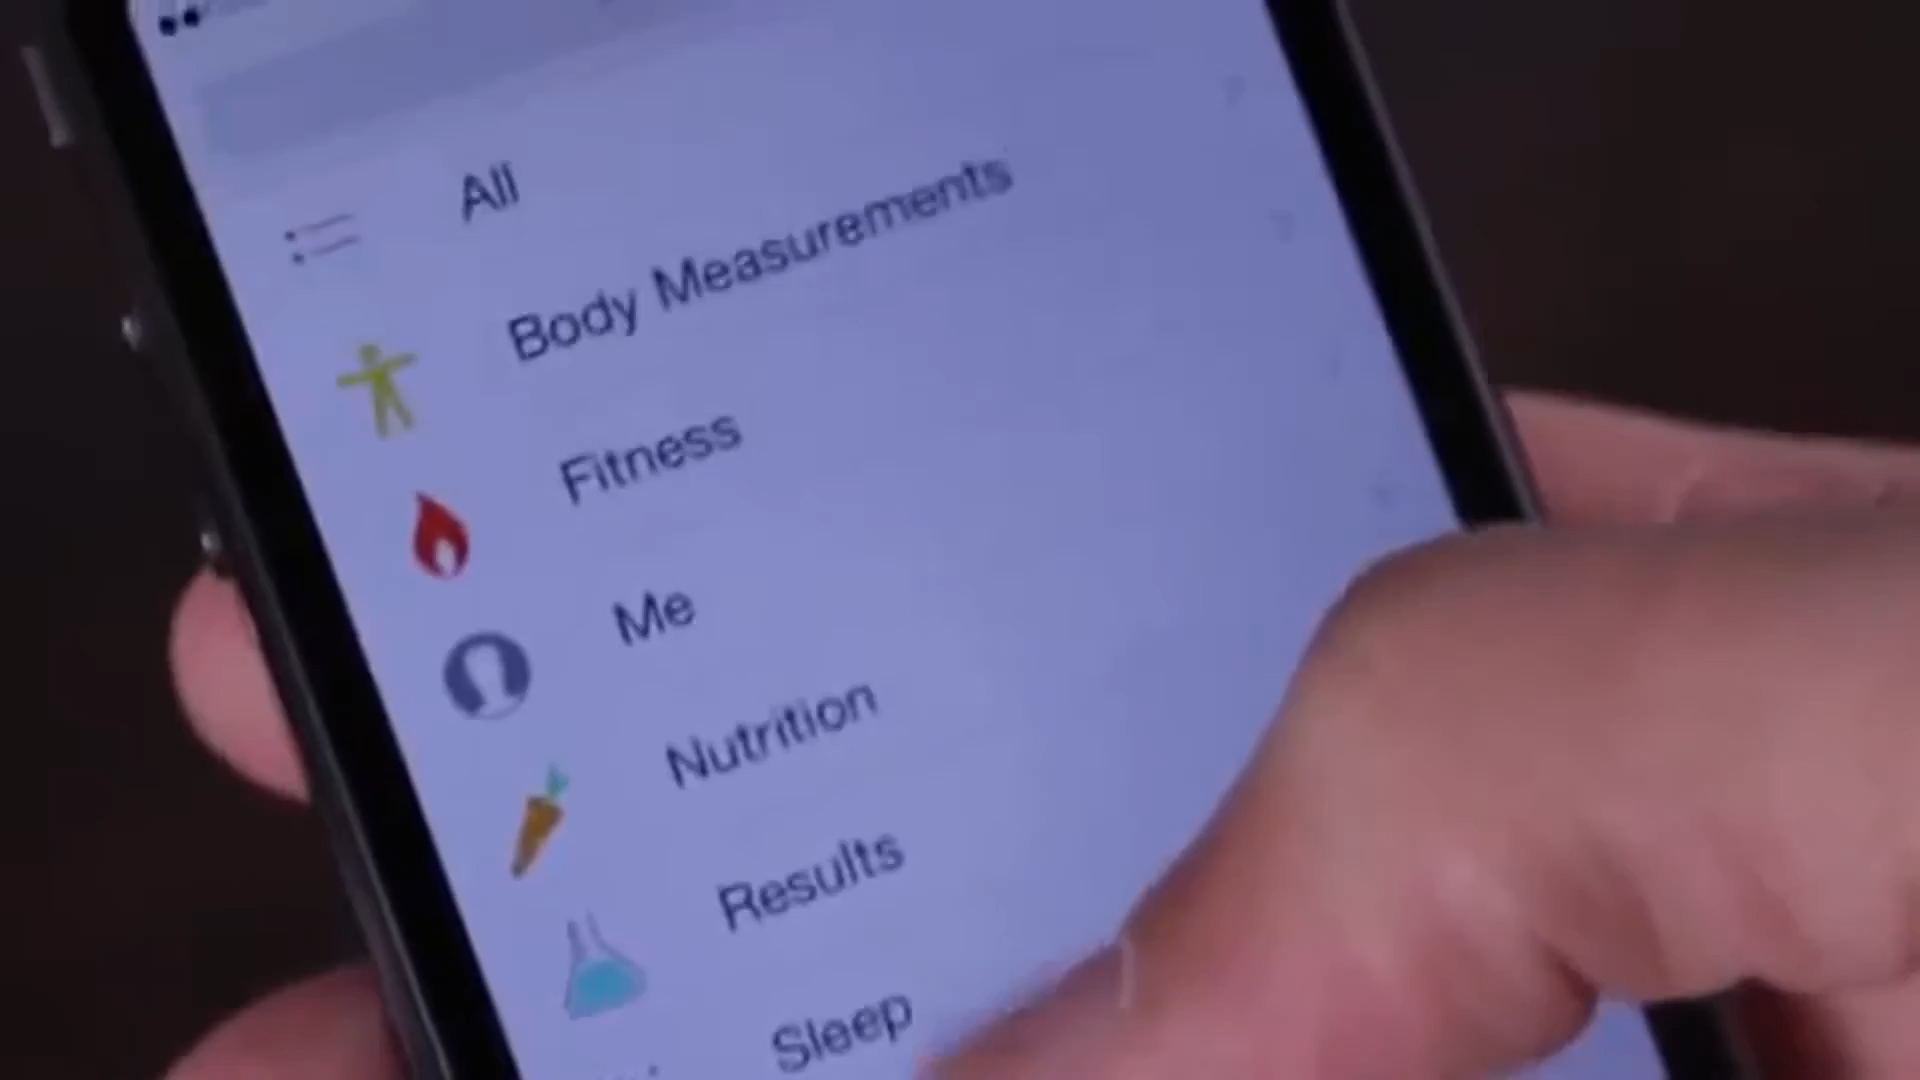 All
Body Measurements
Fitness
Me
Nutrition
Results
Sleep